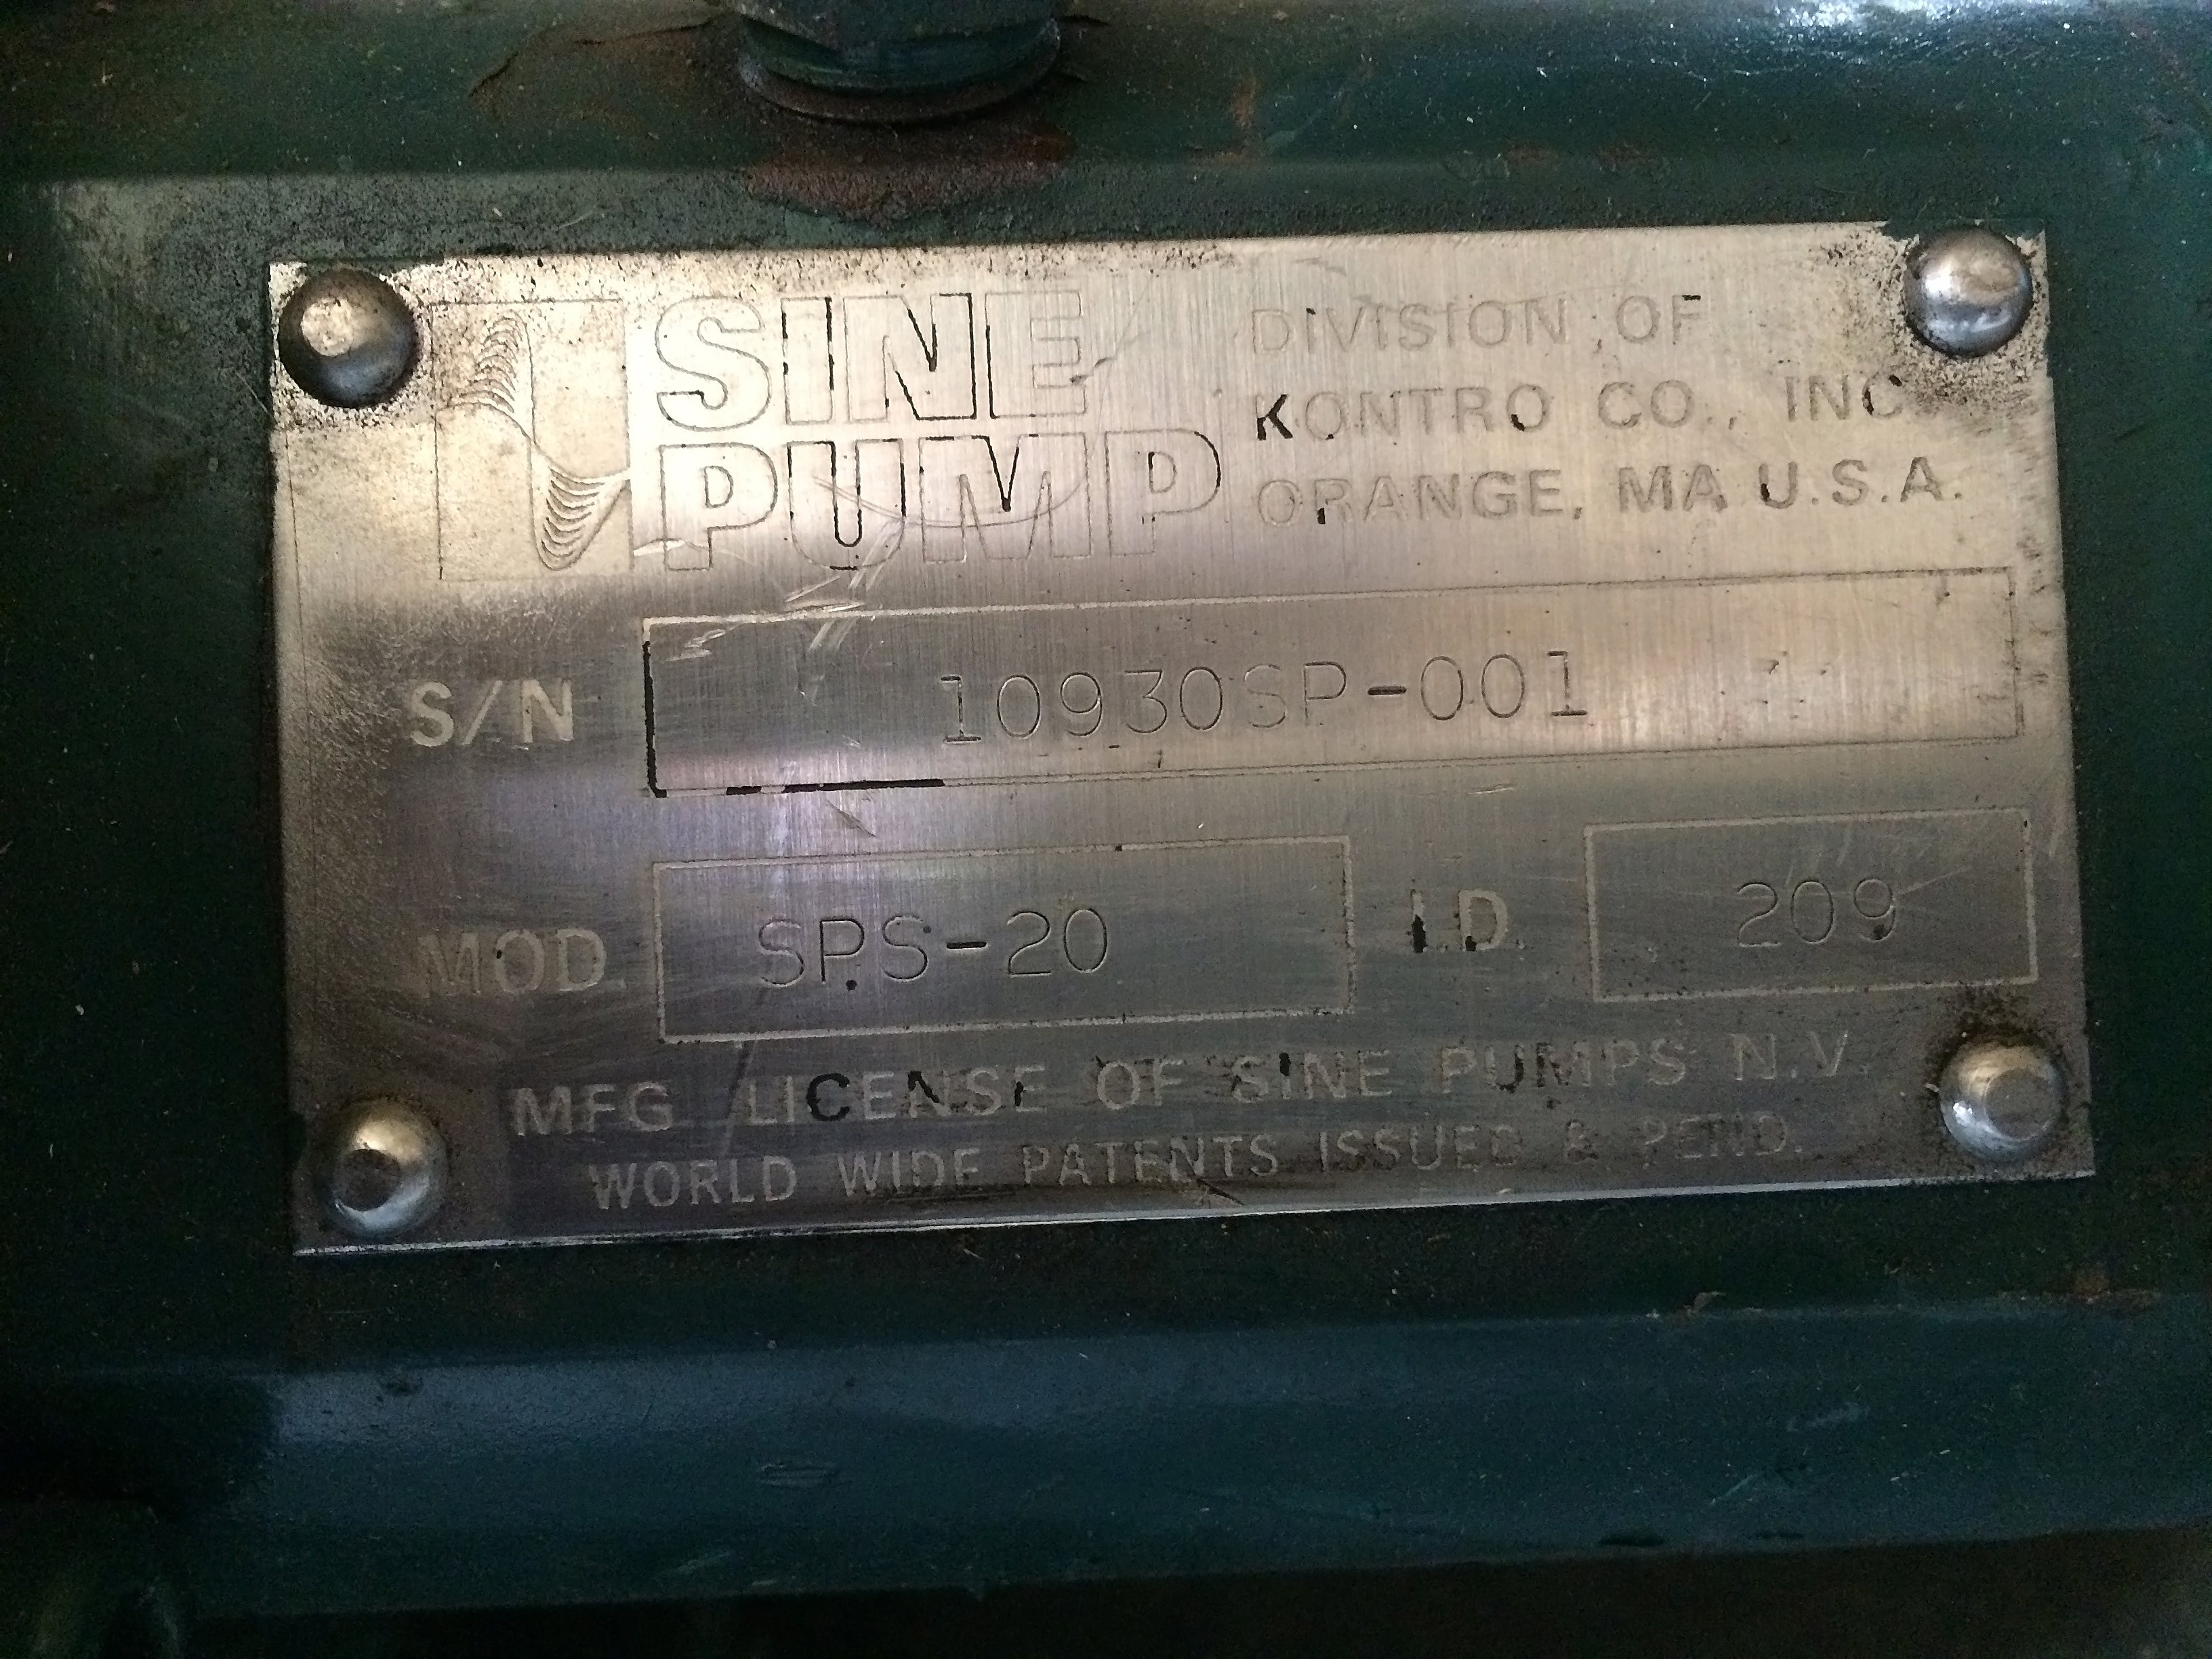 SINE
PUMP
DIVISION OF
KONTRO CO., INC
ORANGE, MA U.S.A.
S/N 10930SP-001
MOD. SPS-20 I.D. 209
MFG LICENSE OF SINE PUMPS N.V.
WORLD WIDE PATENTS ISSUED & PEND.